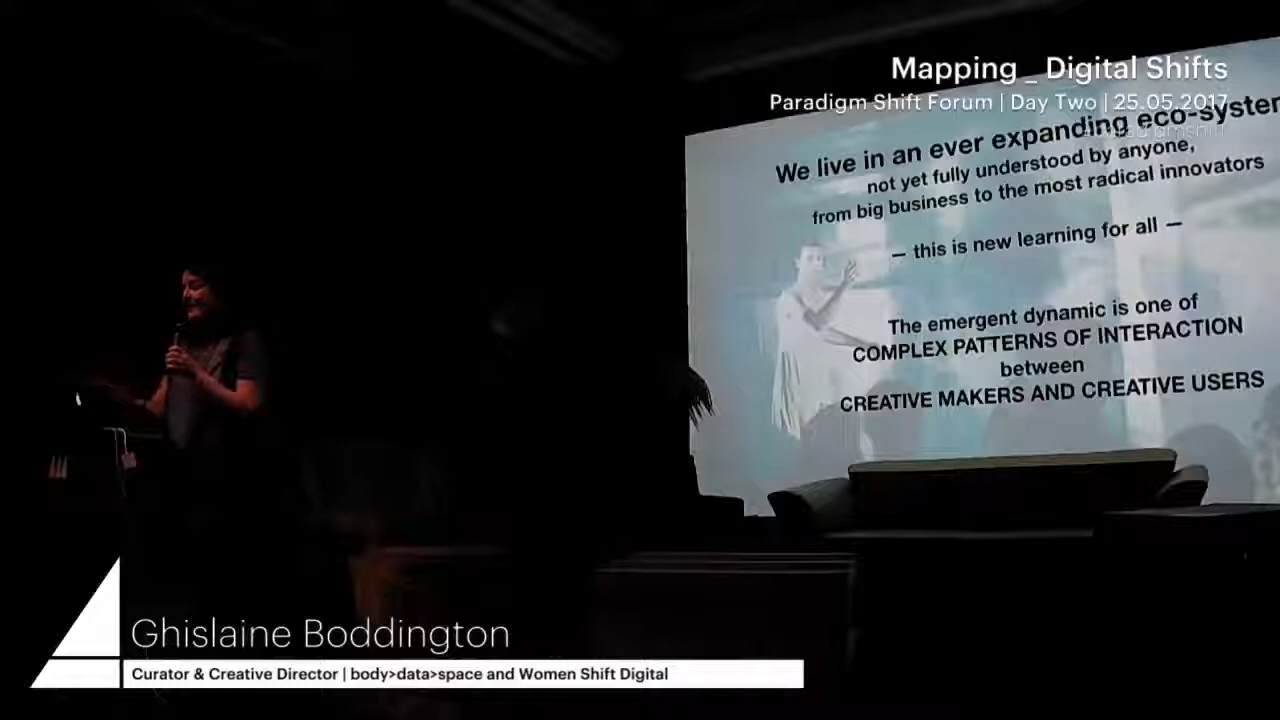 Mapping _ Digital Shifts
Paradigm Shift Forum | Day Two | 25.05.2017
We live in an ever expanding
not yet fully understood by anyone,
from big business to the most radical innovators
— this is new learning for all —
The emergent dynamic is one of
COMPLEX PATTERNS OF INTERACTION
between
CREATIVE MAKERS AND CREATIVE USERS
Ghislaine Boddington
Curator & Creative Director | body>data>space and Women Shift Digital